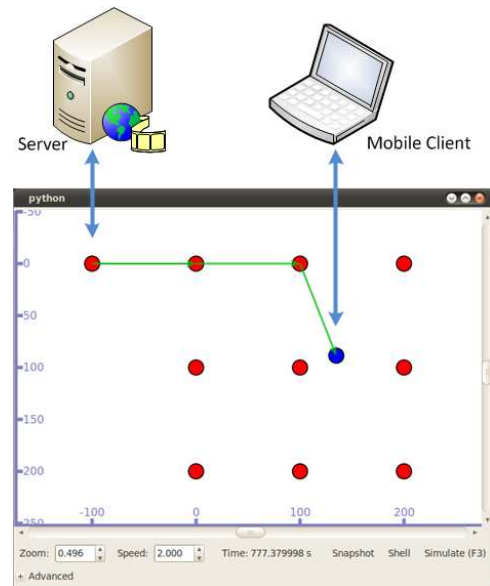 Server
Mobile Client
python
-50
0
50
100
150
200
250
-100 0 100 200
Zoom: 0.496 Speed: 2.000 Time: 777.379998 s Snapshot Shell Simulate (F3)
+ Advanced